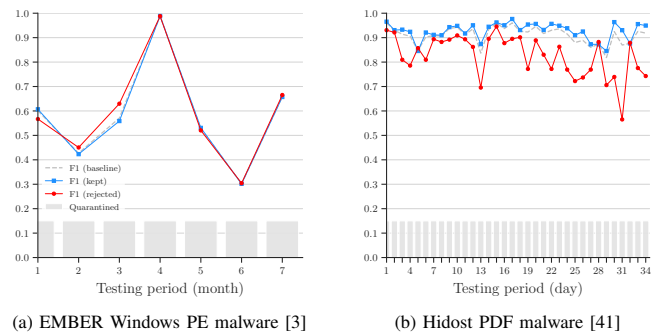 1.0
0.9
0.8
0.7
0.6
0.5
0.4
0.3
0.2
0.1
0.0
F1 (baseline)
F1 (kept)
F1 (rejected)
Quarantined
1 2 3 4 5 6 7
Testing period (month)
(a) EMBER Windows PE malware [3]
1.0
0.9
0.8
0.7
0.6
0.5
0.4
0.3
0.2
0.1
0.0
1 4 7 10 13 16 19 22 25 28 31 34
Testing period (day)
(b) Hidost PDF malware [41]